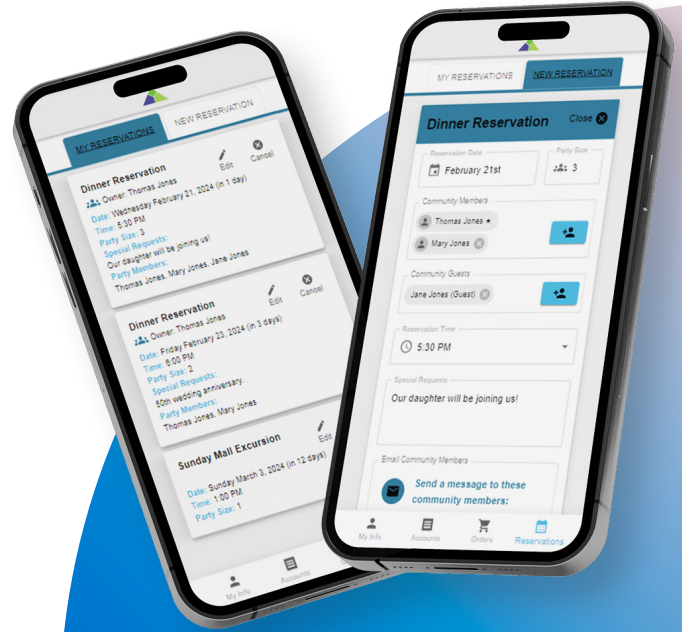 MY RESERVATIONS
NEW RESERVATION
Dinner Reservation
Edit
Cancel
Owner: Thomas Jones
Date: Wednesday February 21, 2024 (in 1 day)
Time: 5:30 PM
Party Size: 3
Special Requests:
Our daughter will be joining us!
Party Members:
Thomas Jones, Mary Jones, Jane Jones
Dinner Reservation
Edit
Cancel
Owner: Thomas Jones
Date: Friday February 23, 2024 (in 3 days)
Time: 6:00 PM
Party Size: 2
Special Requests:
50th wedding anniversary.
Party Members:
Thomas Jones, Mary Jones
Sunday Mall Excursion
Edit
Date: Sunday March 3, 2024 (in 12 days)
Time: 1:00 PM
Party Size: 1
My Info
Accounts
MY RESERVATIONS
NEW RESERVATION
Dinner Reservation
Close
Reservation Date
February 21st
Party Size
3
Community Members
Thomas Jones ★
Mary Jones
Community Guests
Jane Jones (Guest)
Reservation Time
5:30 PM
Special Requests
Our daughter will be joining us!
Email Community Members
Send a message to these
community members:
My Info
Accounts
Orders
Reservations